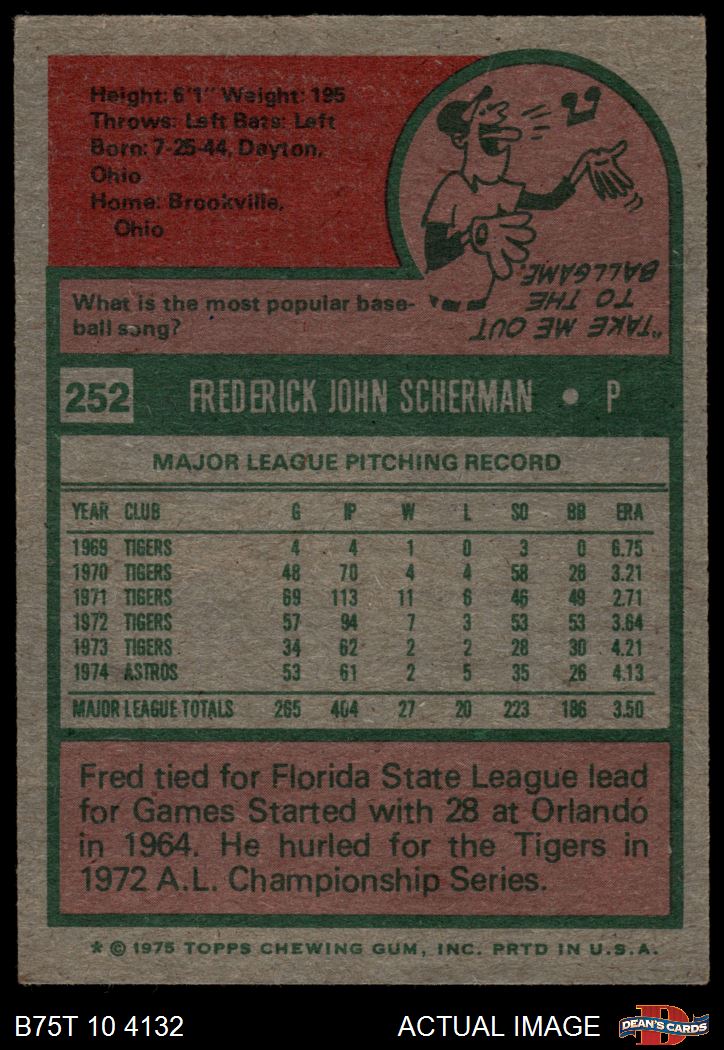 Height: 6'1" Weight: 195
Throws: Left Bats: Left
Born: 7-25-44, Dayton,
Ohio
Home: Brookville,
Ohio
What is the most popular base-
ball song?
"TAKE ME OUT
TO THE
BALLGAME.
252 FREDERICK JOHN SCHERMAN • P
MAJOR LEAGUE PITCHING RECORD
YEAR CLUB G IP W L SO BB ERA
1969 TIGERS 4 4 1 0 3 0 6.75
1970 TIGERS 48 70 4 4 58 28 3.21
1971 TIGERS 69 113 11 6 46 49 2.71
1972 TIGERS 57 94 7 3 53 53 3.64
1973 TIGERS 34 62 2 2 28 30 4.21
1974 ASTROS 53 61 2 5 35 26 4.13
MAJOR LEAGUE TOTALS 265 404 27 20 223 186 3.50
Fred tied for Florida State League lead
for Games Started with 28 at Orlando
in 1964. He hurled for the Tigers in
1972 A.L. Championship Series.
* © 1975 TOPPS CHEWING GUM, INC. PRTD IN U.S.A.
B75T 10 4132 ACTUAL IMAGE DEAN'S CARDS